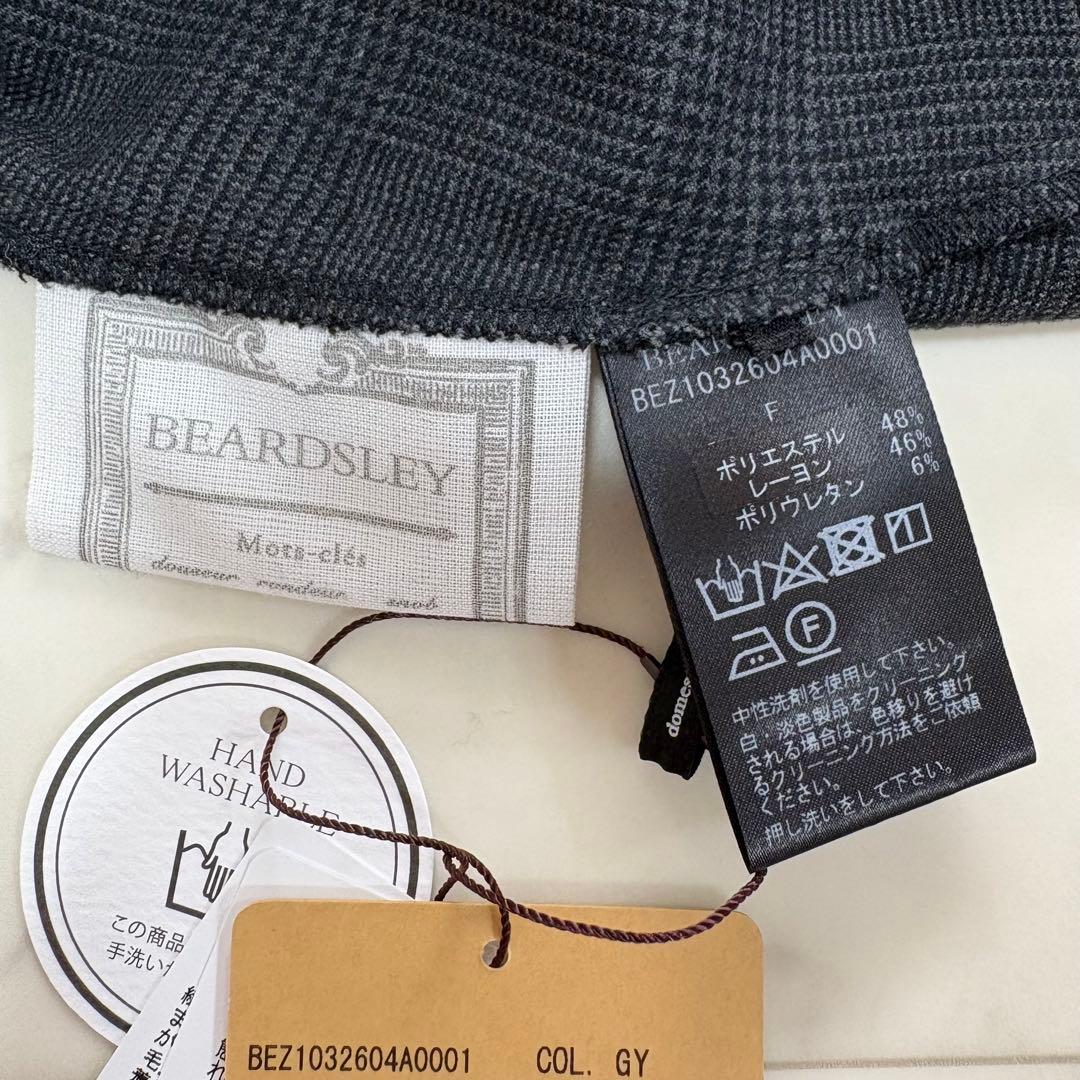 BEARDSLEY
Mots-clés
douceur rondeur snob
BEZ1032604A0001
F
ポリエステル 48%
レーヨン 46%
ポリウレタン 6%
F
中性洗剤を使用して下さい。
白・淡色製品をクリーニング
される場合は、色移りを避け
るクリーニング方法をご依頼
ください。
押し洗いをして下さい。
domes
HAND
WASHABLE
この商品
手洗い
BEZ1032604A0001 COL. GY